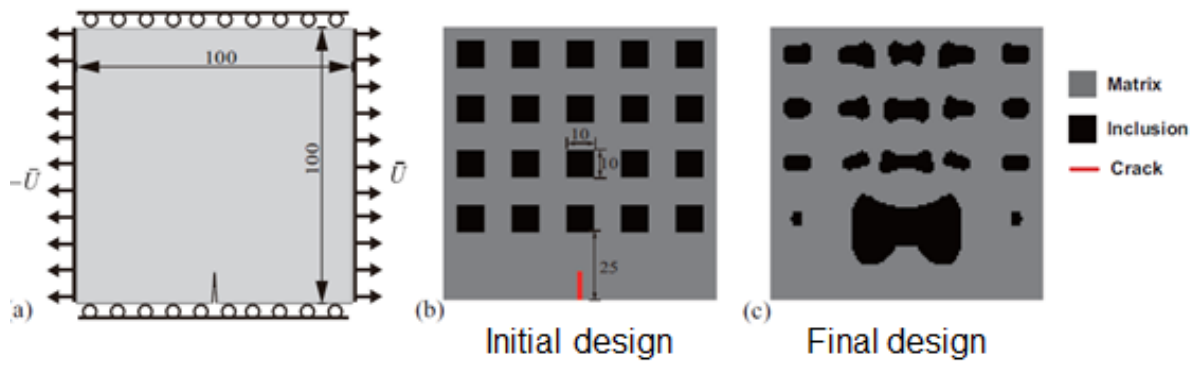 100
100
-Ū
Ū
a)
10
10
25
(b)
Initial design
(c)
Final design
Matrix
Inclusion
Crack